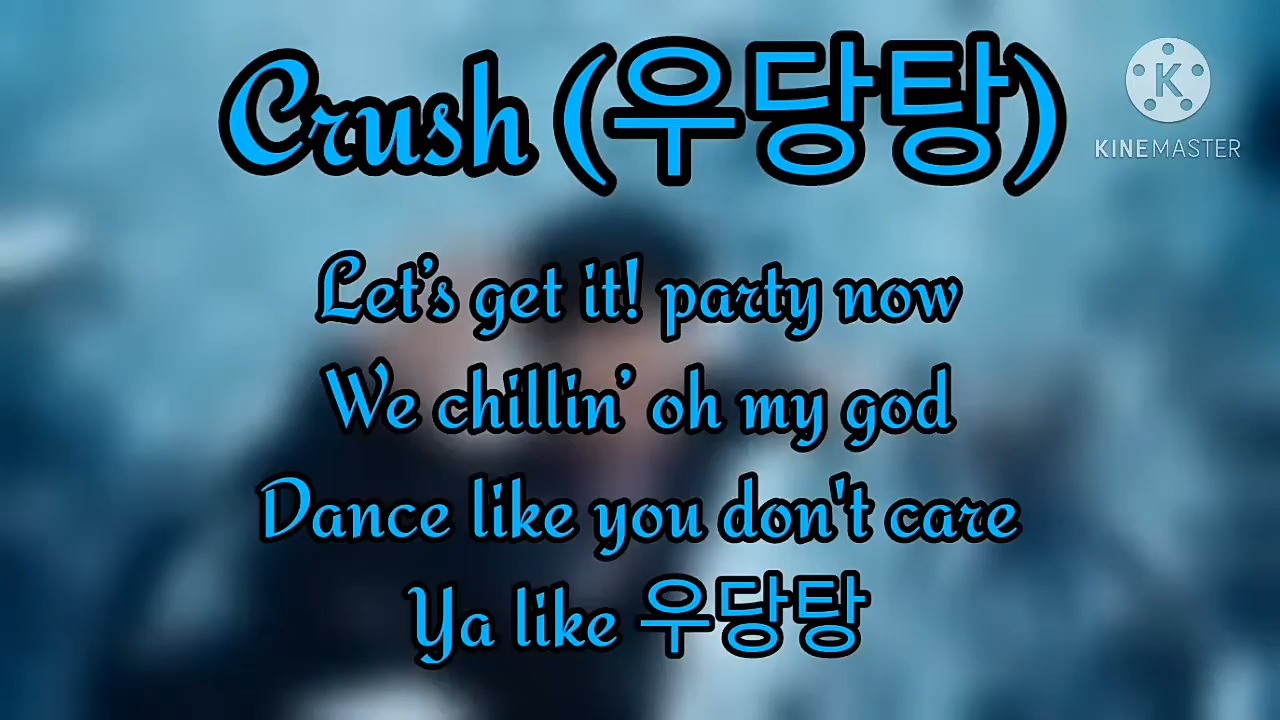 Crush (우당탕)
K
KINEMASTER
Let's get it! party now
We chillin' oh my god
Dance like you don't care
Ya like 우당탕